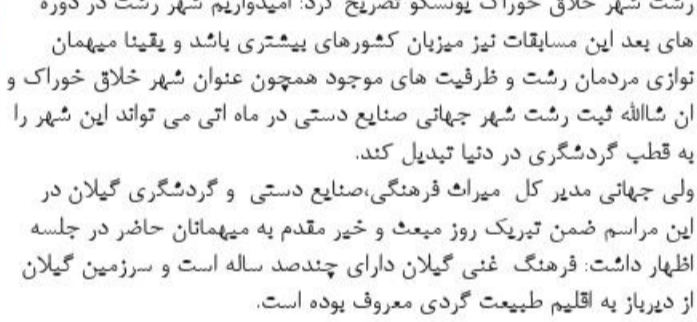 رشت شهر خلاق خوراک یونسکو تصریح کرد: امیدواریم شهر رشت در دوره
های بعد این مسابقات نیز میزبان کشورهای بیشتری باشد و یقینا میهمان
نوازی مردمان رشت و ظرفیت های موجود همچون عنوان شهر خلاق خوراک و
ان شاالله ثبت رشت شهر جهانی صنایع دستی در ماه اتی می تواند این شهر را
به قطب گردشگری در دنیا تبدیل کند.
ولی جهانی مدیر کل میراث فرهنگی،صنایع دستی و گردشگری گیلان در
این مراسم ضمن تبریک روز مبعث و خیر مقدم به میهمانان حاضر در جلسه
اظهار داشت: فرهنگ غنی گیلان دارای چندصد ساله است و سرزمین گیلان
از دیرباز به اقلیم طبیعت گردی معروف بوده است.